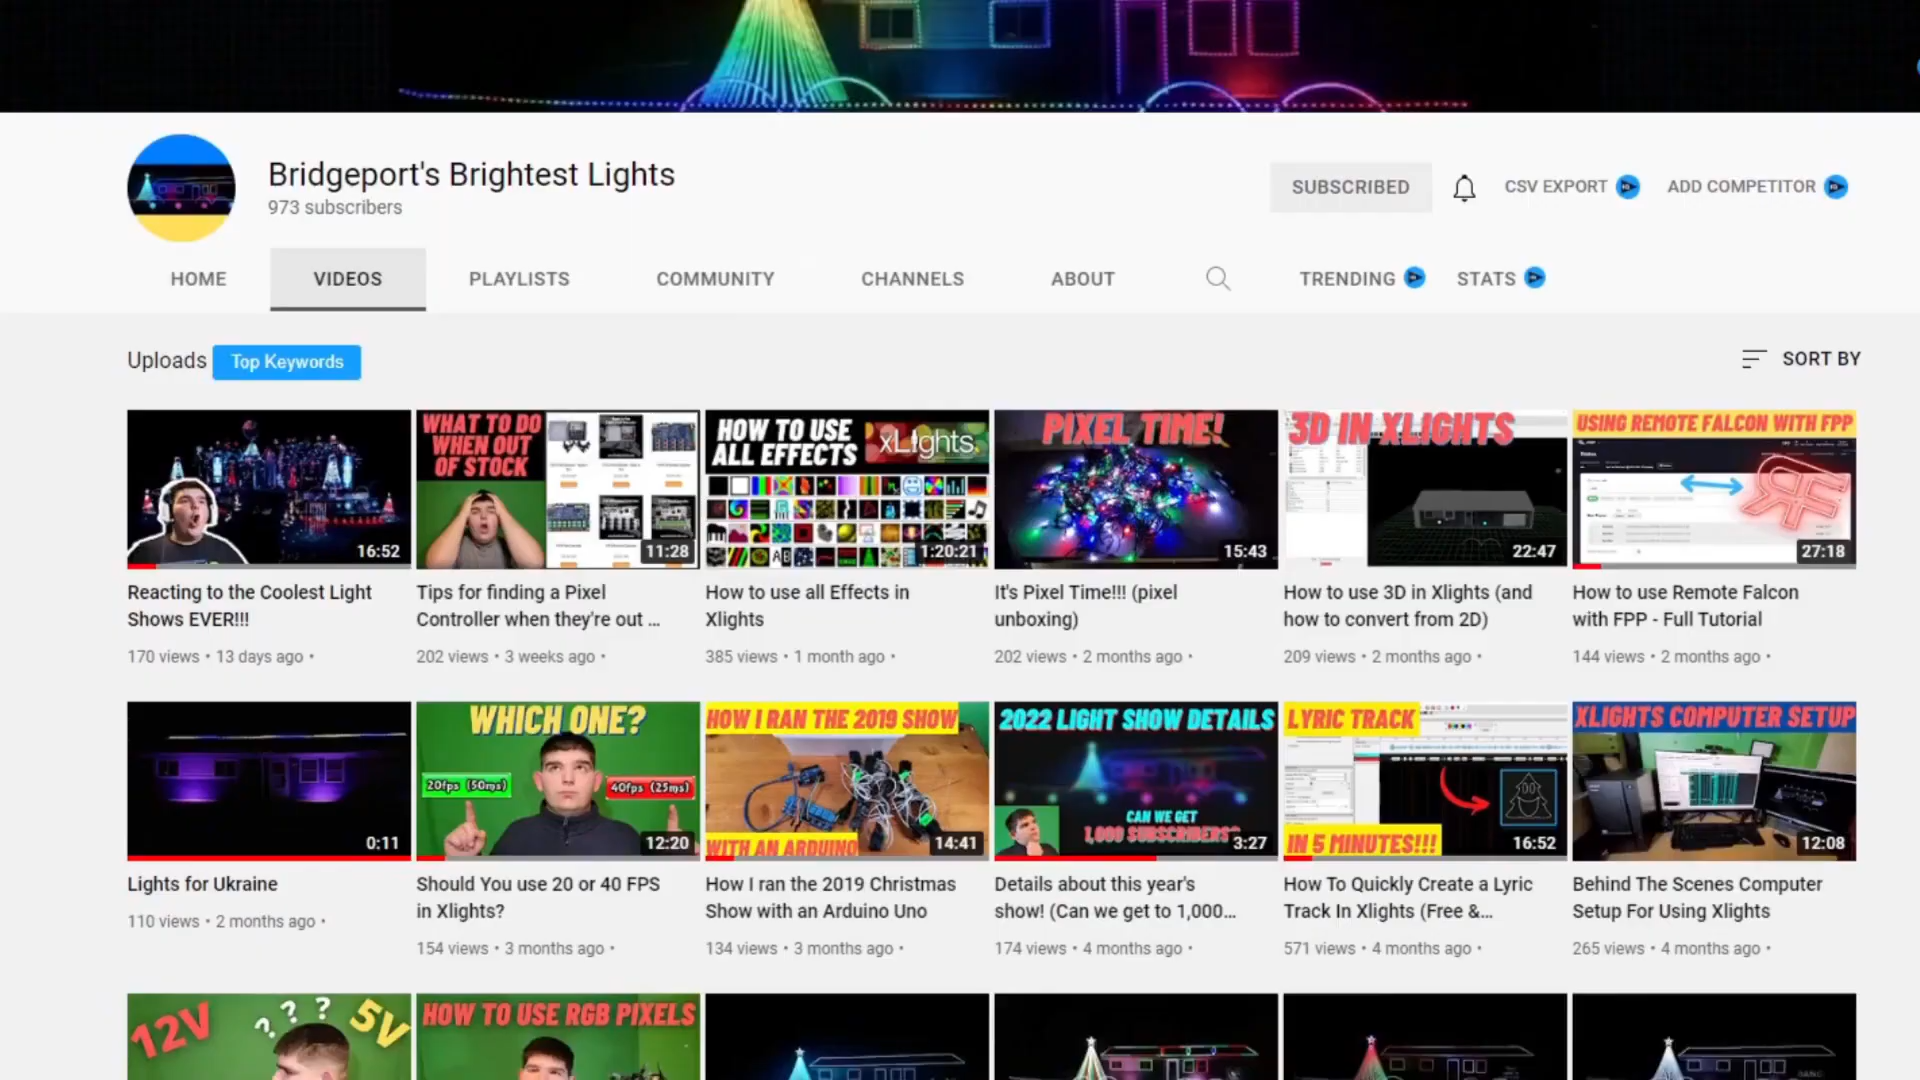 Bridgeport's Brightest Lights
973 subscribers
SUBSCRIBED
CSV EXPORT
ADD COMPETITOR
HOME
VIDEOS
PLAYLISTS
COMMUNITY
CHANNELS
ABOUT
TRENDING
STATS
Uploads
Top Keywords
SORT BY
16:52
WHAT TO DO
WHEN OUT
OF STOCK
11:28
HOW TO USE
ALL EFFECTS
xLights
1:20:21
PIXEL TIME!
15:43
3D IN XLIGHTS
22:47
USING REMOTE FALCON WITH FPP
27:18
Reacting to the Coolest Light
Shows EVER!!!
170 views • 13 days ago •
Tips for finding a Pixel
Controller when they're out ...
202 views • 3 weeks ago •
How to use all Effects in
Xlights
385 views • 1 month ago •
It's Pixel Time!!! (pixel
unboxing)
202 views • 2 months ago •
How to use 3D in Xlights (and
how to convert from 2D)
209 views • 2 months ago •
How to use Remote Falcon
with FPP - Full Tutorial
144 views • 2 months ago •
0:11
WHICH ONE?
20fps (50ms)
40fps (25ms)
12:20
HOW I RAN THE 2019 SHOW
WITH AN ARDUINO
14:41
2022 LIGHT SHOW DETAILS
CAN WE GET
1,000 SUBSCRIBERS?
3:27
LYRIC TRACK
IN 5 MINUTES!!!
16:52
XLIGHTS COMPUTER SETUP
12:08
Lights for Ukraine
110 views • 2 months ago •
Should You use 20 or 40 FPS
in Xlights?
154 views • 3 months ago •
How I ran the 2019 Christmas
Show with an Arduino Uno
134 views • 3 months ago •
Details about this year's
show! (Can we get to 1,000...
174 views • 4 months ago •
How To Quickly Create a Lyric
Track In Xlights (Free &...
571 views • 4 months ago •
Behind The Scenes Computer
Setup For Using Xlights
265 views • 4 months ago •
12V
? ? ?
5V
HOW TO USE RGB PIXELS